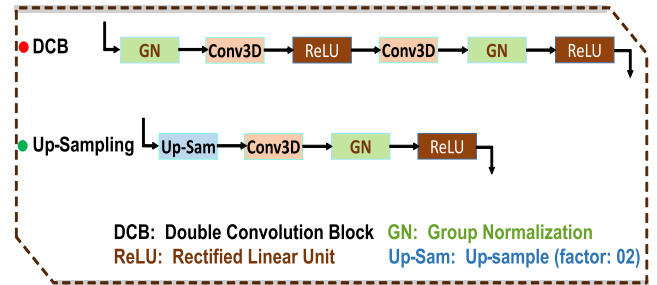 DCB GN Conv3D ReLU Conv3D GN ReLU
Up-Sampling Up-Sam Conv3D GN ReLU
DCB: Double Convolution Block GN: Group Normalization
ReLU: Rectified Linear Unit Up-Sam: Up-sample (factor: 02)